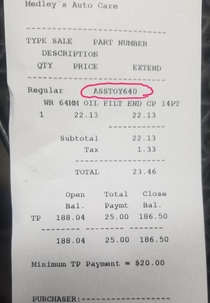 Medley's Auto Care
TYPE SALE PART NUMBER
DESCRIPTION
QTY PRICE EXTEND
Regular ASSTOY640
WR 64MM OIL FILT END CP 14PT
1 22.13 22.13
Subtotal 22.13
Tax 1.33
TOTAL 23.46
Open Total Close
Bal. Paymt Bal.
TP 188.04 25.00 186.50
188.04 25.00 186.50
Minimum TP Payment = $20.00
PURCHASER: